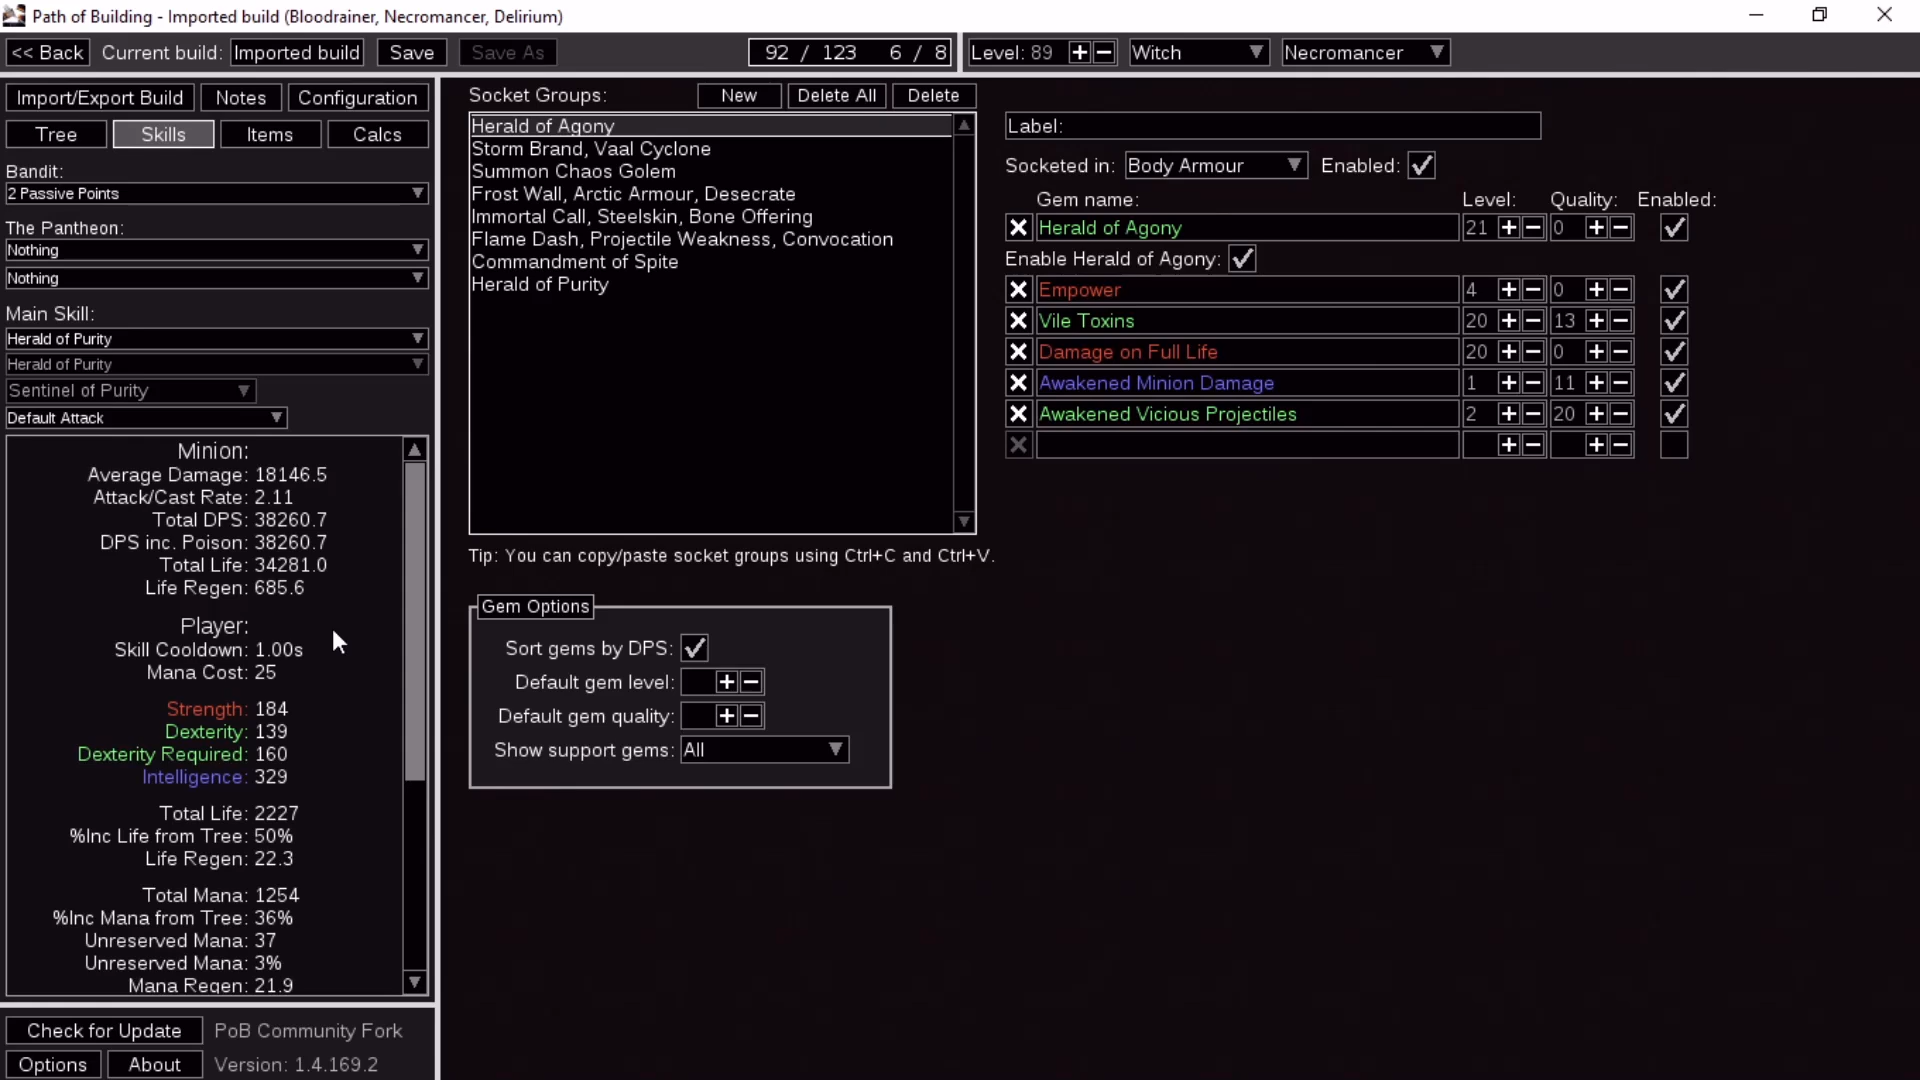 Path of Building - Imported build (Bloodrainer, Necromancer, Delirium)
<< Back Current build: Imported build Save Save As 92 / 123 6 / 8 Level: 89 + - Witch Necromancer
Import/Export Build Notes Configuration
Tree Skills Items Calcs
Bandit:
2 Passive Points
The Pantheon:
Nothing
Nothing
Main Skill:
Herald of Purity
Herald of Purity
Sentinel of Purity
Default Attack
Minion:
Average Damage: 18146.5
Attack/Cast Rate: 2.11
Total DPS: 38260.7
DPS inc. Poison: 38260.7
Total Life: 34281.0
Life Regen: 685.6
Player:
Skill Cooldown: 1.00s
Mana Cost: 25
Strength: 184
Dexterity: 139
Dexterity Required: 160
Intelligence: 329
Total Life: 2227
%Inc Life from Tree: 50%
Life Regen: 22.3
Total Mana: 1254
%Inc Mana from Tree: 36%
Unreserved Mana: 37
Unreserved Mana: 3%
Mana Regen: 21.9
Check for Update PoB Community Fork
Options About Version: 1.4.169.2
Socket Groups: New Delete All Delete
Herald of Agony
Storm Brand, Vaal Cyclone
Summon Chaos Golem
Frost Wall, Arctic Armour, Desecrate
Immortal Call, Steelskin, Bone Offering
Flame Dash, Projectile Weakness, Convocation
Commandment of Spite
Herald of Purity
Tip: You can copy/paste socket groups using Ctrl+C and Ctrl+V.
Gem Options
Sort gems by DPS:
Default gem level: + -
Default gem quality: + -
Show support gems: All
Label:
Socketed in: Body Armour Enabled:
Gem name: Level: Quality: Enabled:
Herald of Agony 21 + - 0 + -
Enable Herald of Agony:
Empower 4 + - 0 + -
Vile Toxins 20 + - 13 + -
Damage on Full Life 20 + - 0 + -
Awakened Minion Damage 1 + - 11 + -
Awakened Vicious Projectiles 2 + - 20 + -
+ - + -